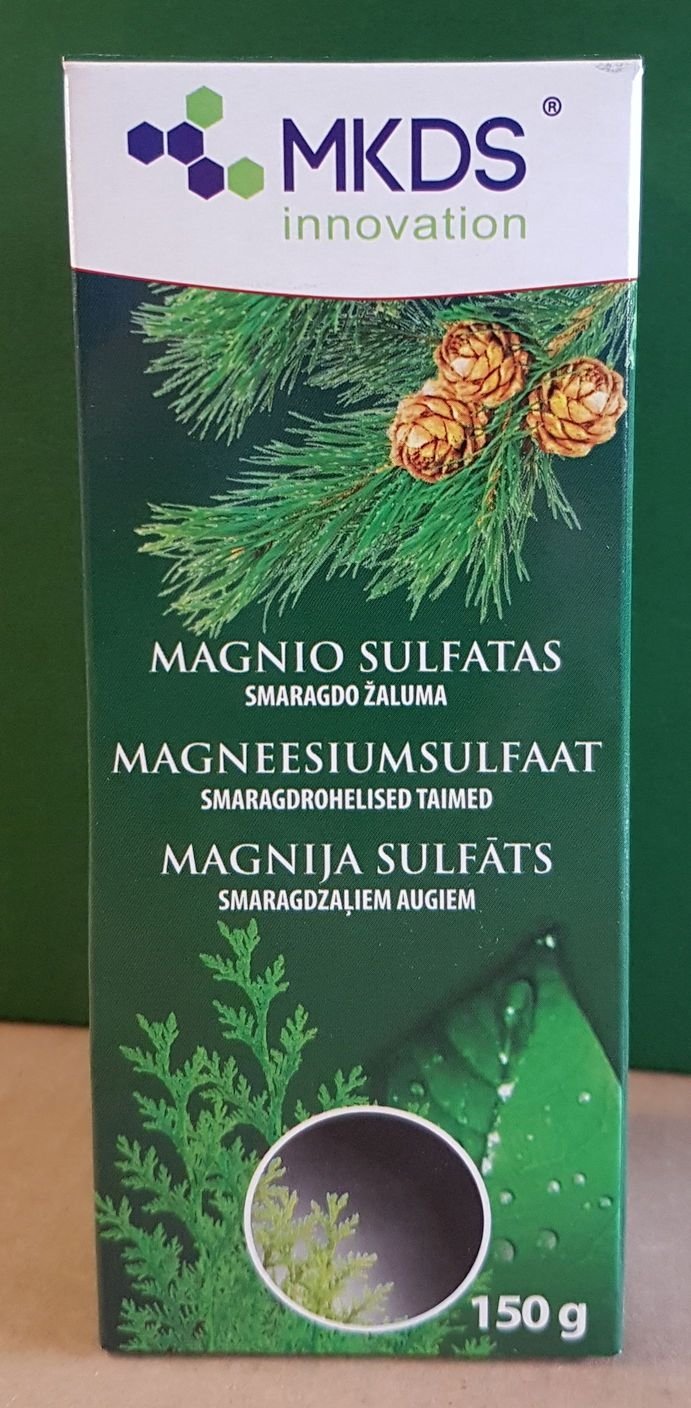 MKDS ®
innovation
MAGNIO SULFATAS
SMARAGDO ŽALUMA
MAGNEESIUMSULFAAT
SMARAGDROHELISED TAIMED
MAGNIJA SULFĀTS
SMARAGDZAĻIEM AUGIEM
150 g